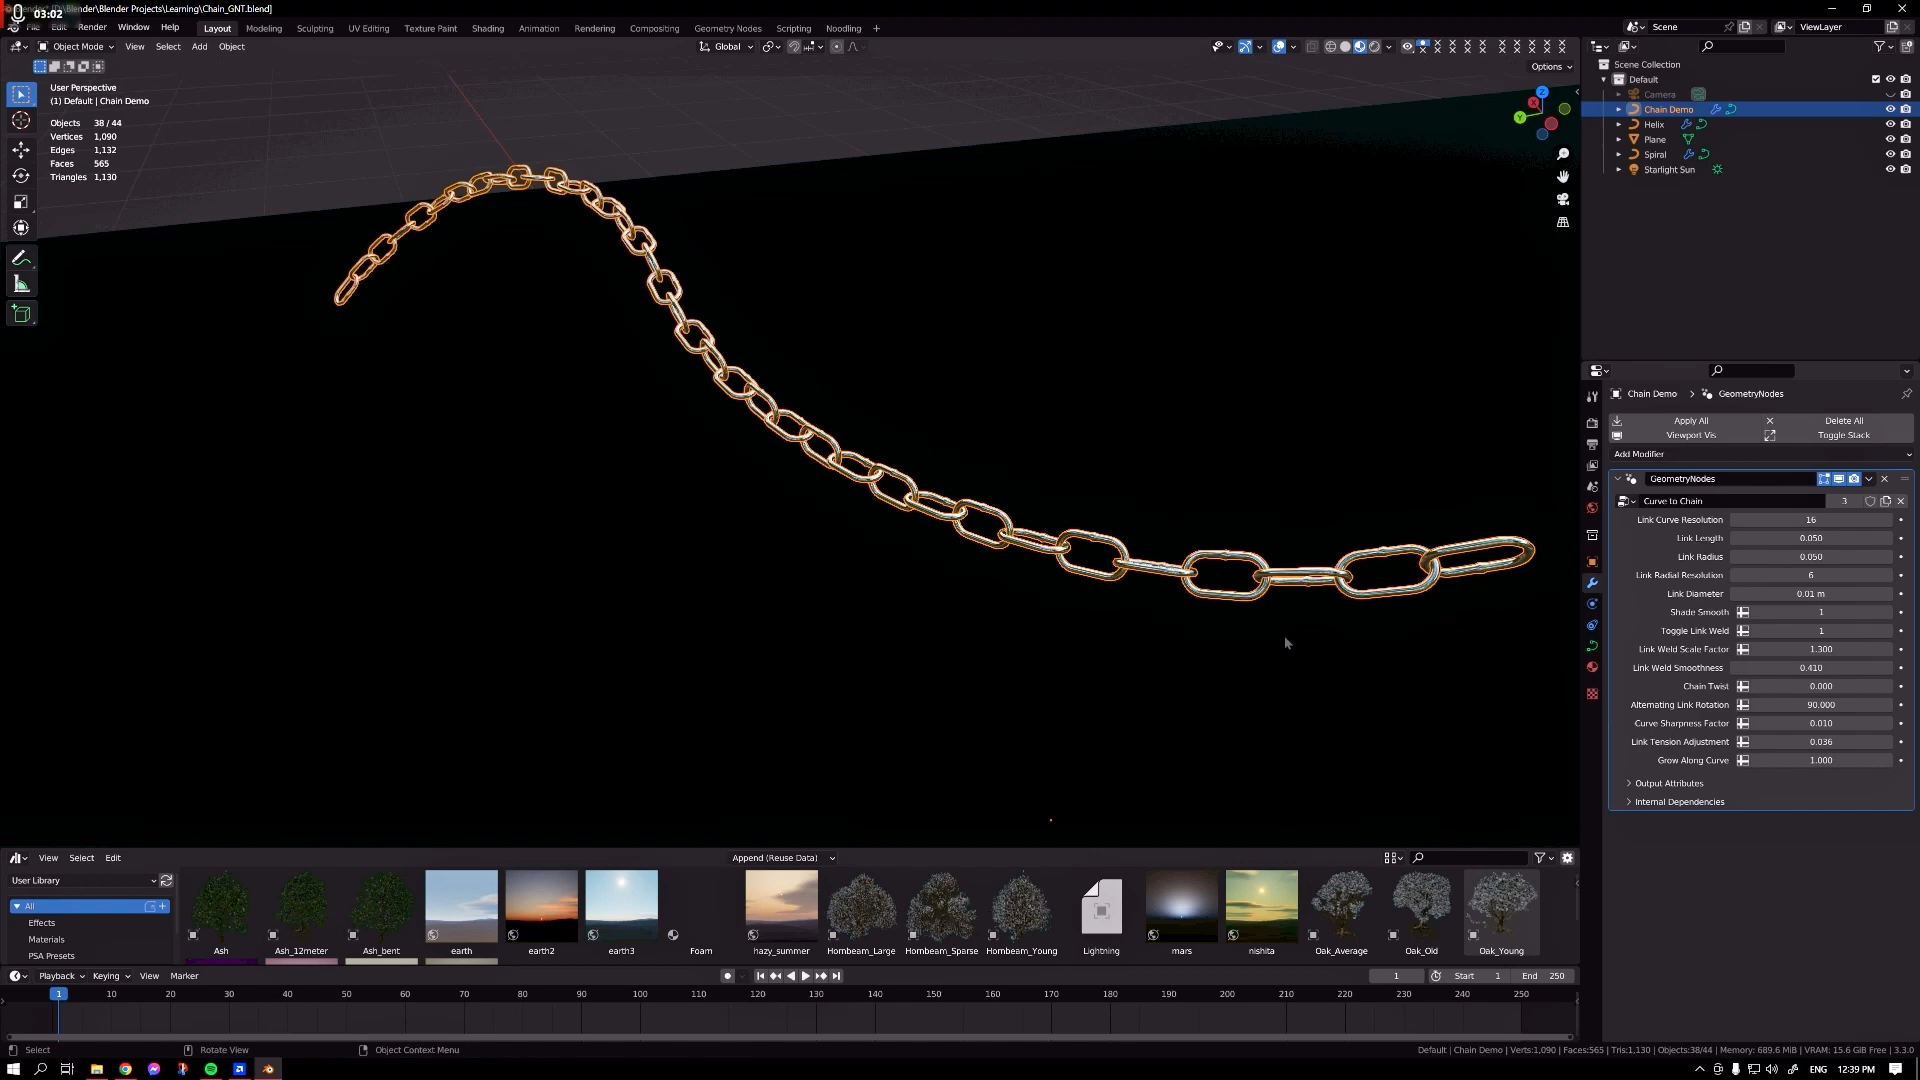 03:02
Blender* [D:\Blender\Blender Projects\Learning\Chain_GNT.blend]
File Edit Render Window Help Layout Modeling Sculpting UV Editing Texture Paint Shading Animation Rendering Compositing Geometry Nodes Scripting Noodling + Scene ViewLayer
Object Mode View Select Add Object Global
Options
User Perspective
(1) Default | Chain Demo
Objects 38 / 44
Vertices 1,090
Edges 1,132
Faces 565
Triangles 1,130
Z
X
Y
Scene Collection
Default
Camera
Chain Demo
Helix
Plane
Spiral
Starlight Sun
Chain Demo > GeometryNodes
Apply All Delete All
Viewport Vis Toggle Stack
Add Modifier
GeometryNodes
Curve to Chain 3
Link Curve Resolution 16
Link Length 0.050
Link Radius 0.050
Link Radial Resolution 6
Link Diameter 0.01 m
Shade Smooth 1
Toggle Link Weld 1
Link Weld Scale Factor 1.300
Link Weld Smoothness 0.410
Chain Twist 0.000
Alternating Link Rotation 90.000
Curve Sharpness Factor 0.010
Link Tension Adjustment 0.036
Grow Along Curve 1.000
Output Attributes
Internal Dependencies
View Select Edit Append (Reuse Data)
User Library
All
Effects
Materials
PSA Presets
Ash Ash_12meter Ash_bent earth earth2 earth3 Foam hazy_summer Hornbeam_Large Hornbeam_Sparse Hornbeam_Young Lightning mars nishita Oak_Average Oak_Old Oak_Young
Playback Keying View Marker 1 Start 1 End 250
1 10 20 30 40 50 60 70 80 90 100 110 120 130 140 150 160 170 180 190 200 210 220 230 240 250
Select Rotate View Object Context Menu Default | Chain Demo | Verts:1,090 | Faces:565 | Tris:1,130 | Objects:38/44 | Memory: 689.6 MiB | VRAM: 15.6 GiB Free | 3.3.0
ENG 12:39 PM